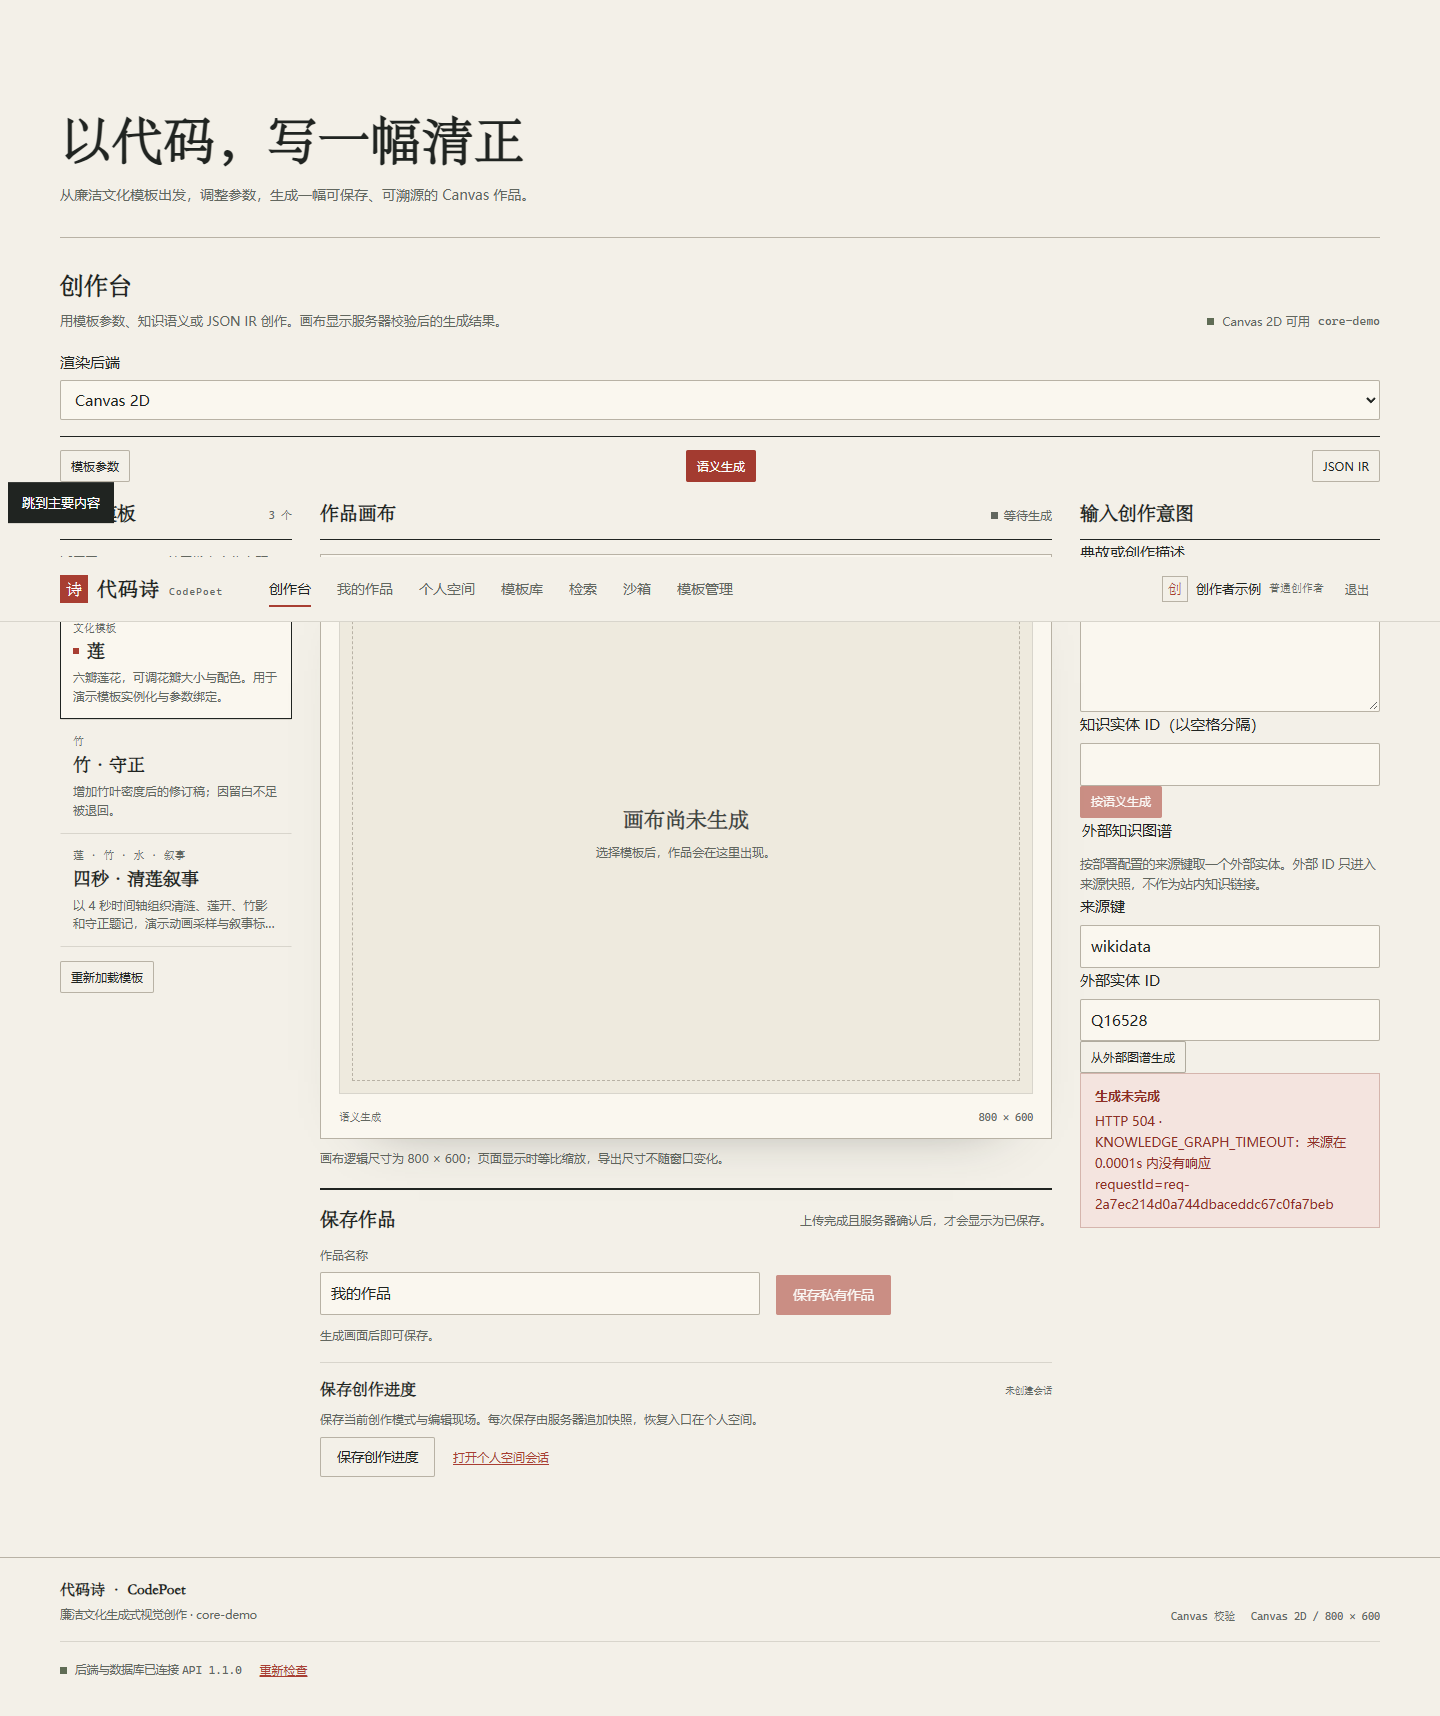 以代码，写一幅清正
从廉洁文化模板出发，调整参数，生成一幅可保存、可溯源的 Canvas 作品。
创作台
用模板参数、知识语义或 JSON IR 创作。画布显示服务器校验后的生成结果。
Canvas 2D 可用 core-demo
渲染后端
Canvas 2D
模板参数
语义生成
JSON IR
跳到主要内容
板
3 个
作品画布
等待生成
输入创作意图
典故或创作描述
诗 代码诗 CodePoet
创作台 我的作品 个人空间 模板库 检索 沙箱 模板管理
创 创作者示例 普通创作者 退出
文化模板
莲
六瓣莲花，可调花瓣大小与配色。用于
演示模板实例化与参数绑定。
竹
竹 · 守正
增加竹叶密度后的修订稿；因留白不足
被退回。
莲 · 竹 · 水 · 叙事
四秒 · 清莲叙事
以 4 秒时间轴组织清涟、莲开、竹影
和守正题记，演示动画采样与叙事标...
重新加载模板
画布尚未生成
选择模板后，作品会在这里出现。
语义生成
800 × 600
画布逻辑尺寸为 800 × 600；页面显示时等比缩放，导出尺寸不随窗口变化。
知识实体 ID（以空格分隔）
按语义生成
外部知识图谱
按部署配置的来源键取一个外部实体。外部 ID 只进入
来源快照，不作为站内知识链接。
来源键
wikidata
外部实体 ID
Q16528
从外部图谱生成
生成未完成
HTTP 504 ·
KNOWLEDGE_GRAPH_TIMEOUT：来源在
0.0001s 内没有响应
requestId=req-
2a7ec214d0a744dbaceddc67c0fa7beb
保存作品
上传完成且服务器确认后，才会显示为已保存。
作品名称
我的作品
保存私有作品
生成画面后即可保存。
保存创作进度
未创建会话
保存当前创作模式与编辑现场。每次保存由服务器追加快照，恢复入口在个人空间。
保存创作进度
打开个人空间会话
代码诗 · CodePoet
廉洁文化生成式视觉创作 · core-demo
Canvas 校验 Canvas 2D / 800 × 600
后端与数据库已连接 API 1.1.0 重新检查